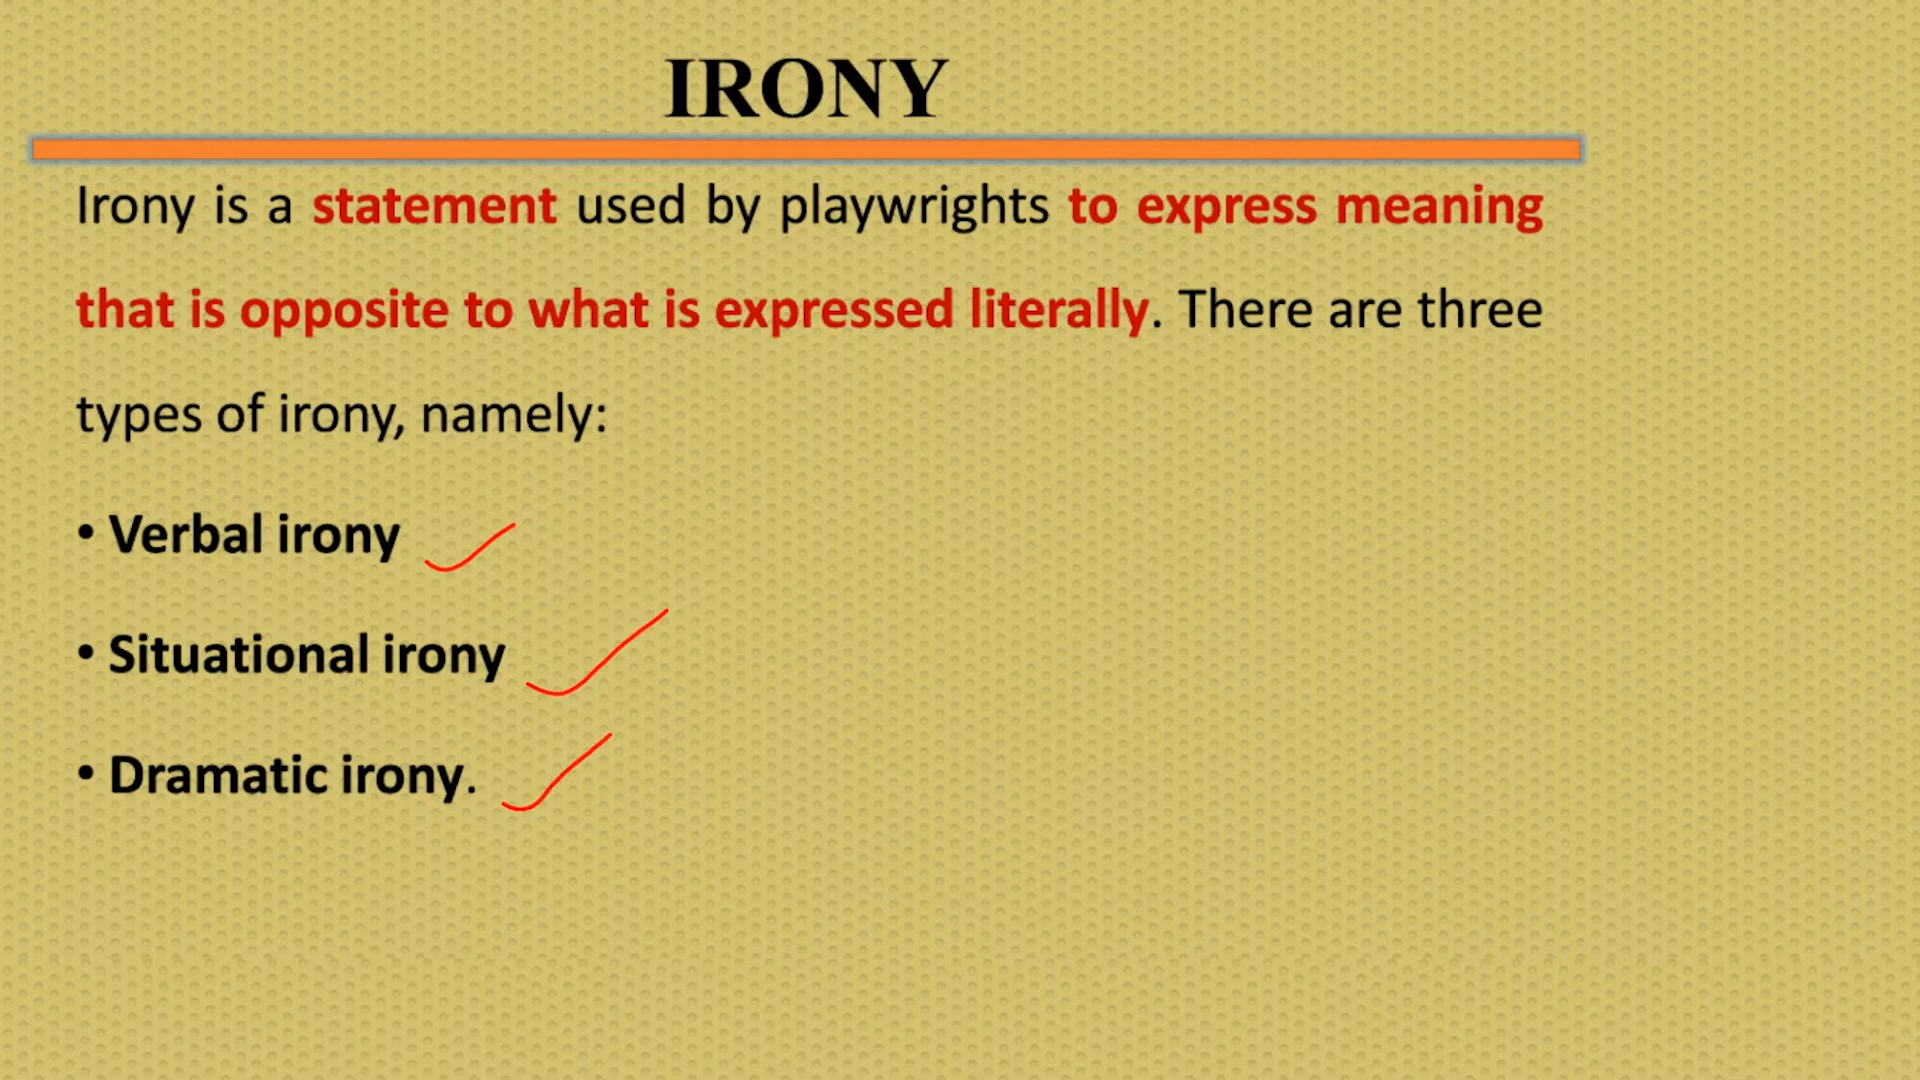 IRONY
Irony is a statement used by playwrights to express meaning
that is opposite to what is expressed literally. There are three
types of irony, namely:
• Verbal irony
• Situational irony
• Dramatic irony.